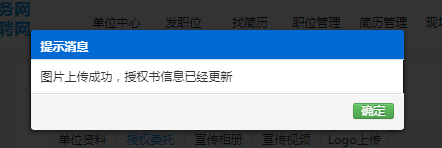 务网
聘网
单位中心 发职位 找简历 职位管理 简历管理 现
提示消息
图片上传成功，授权书信息已经更新
确定
单位资料 授权委托 宣传相册 宣传视频 Logo上传